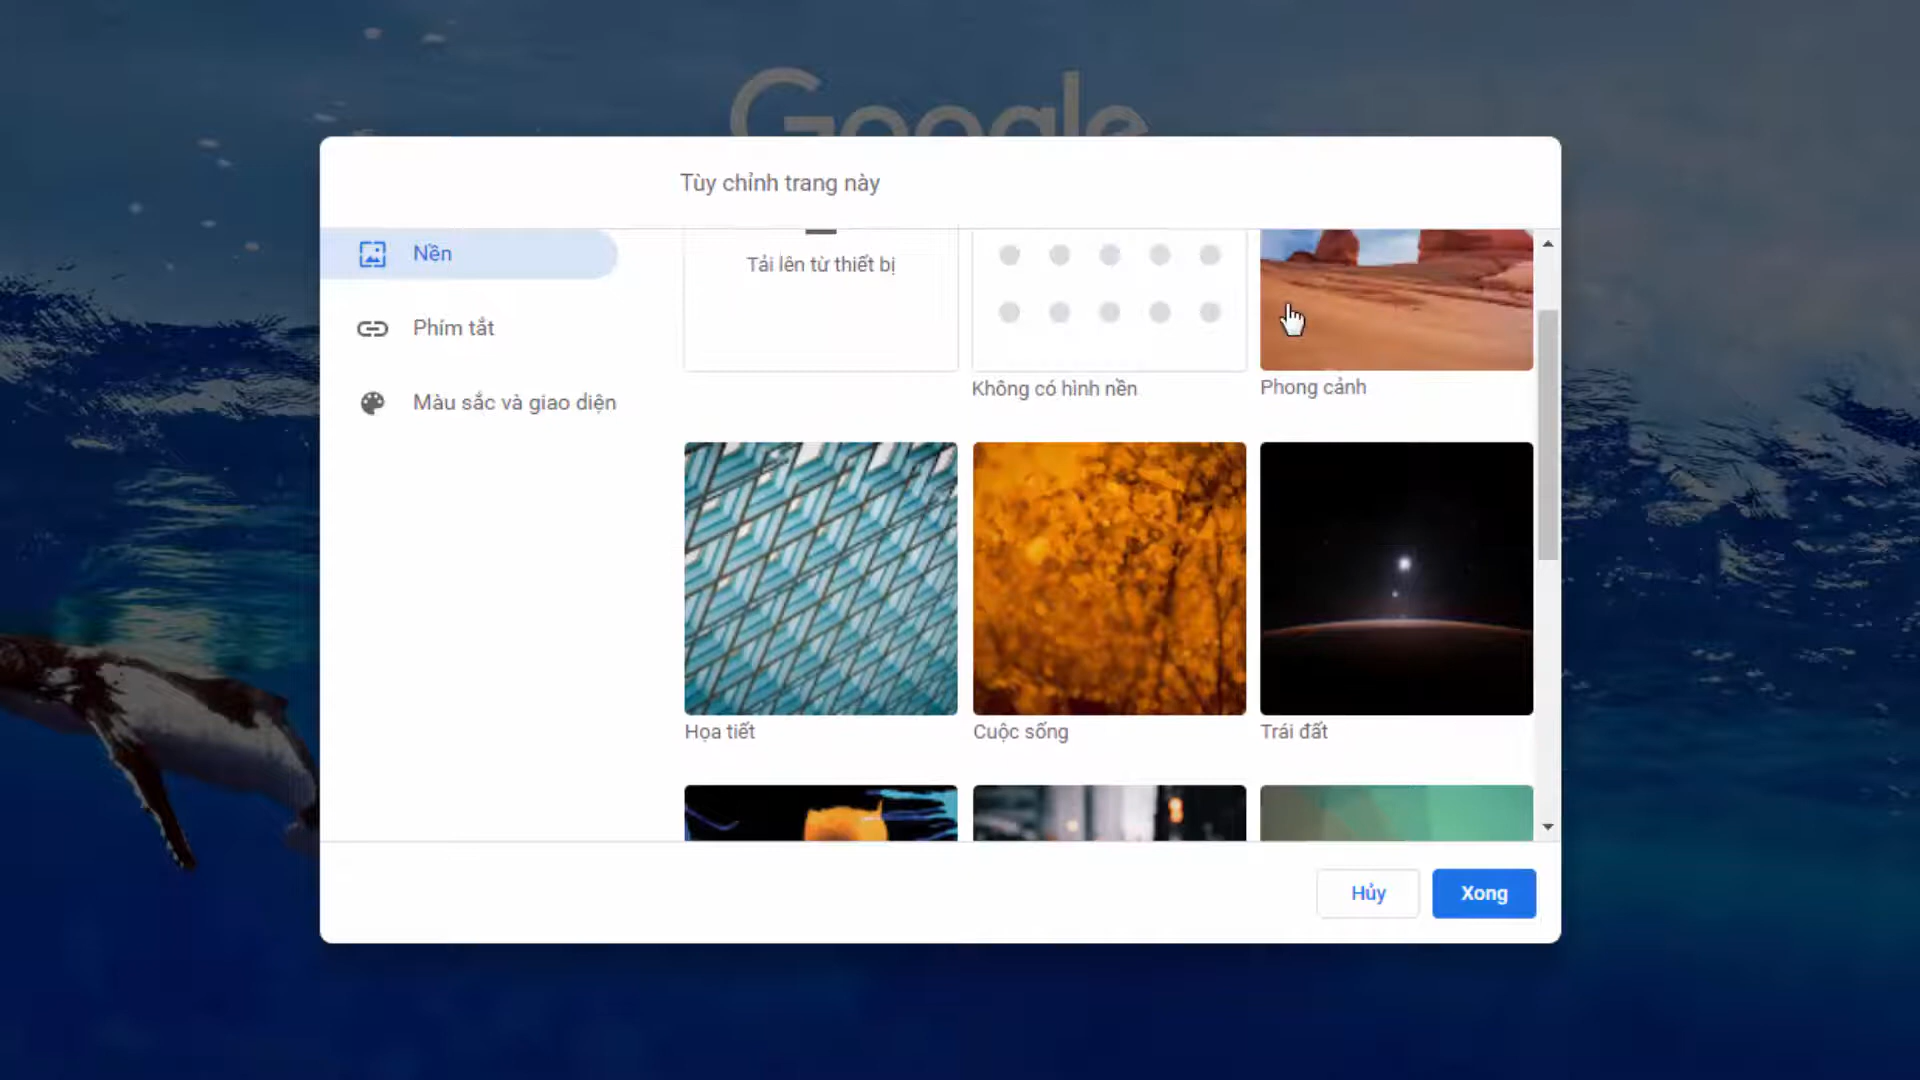 Google
Tùy chỉnh trang này
Nền
Phím tắt
Màu sắc và giao diện
Tải lên từ thiết bị
Không có hình nền
Phong cảnh
Họa tiết
Cuộc sống
Trái đất
Hủy
Xong